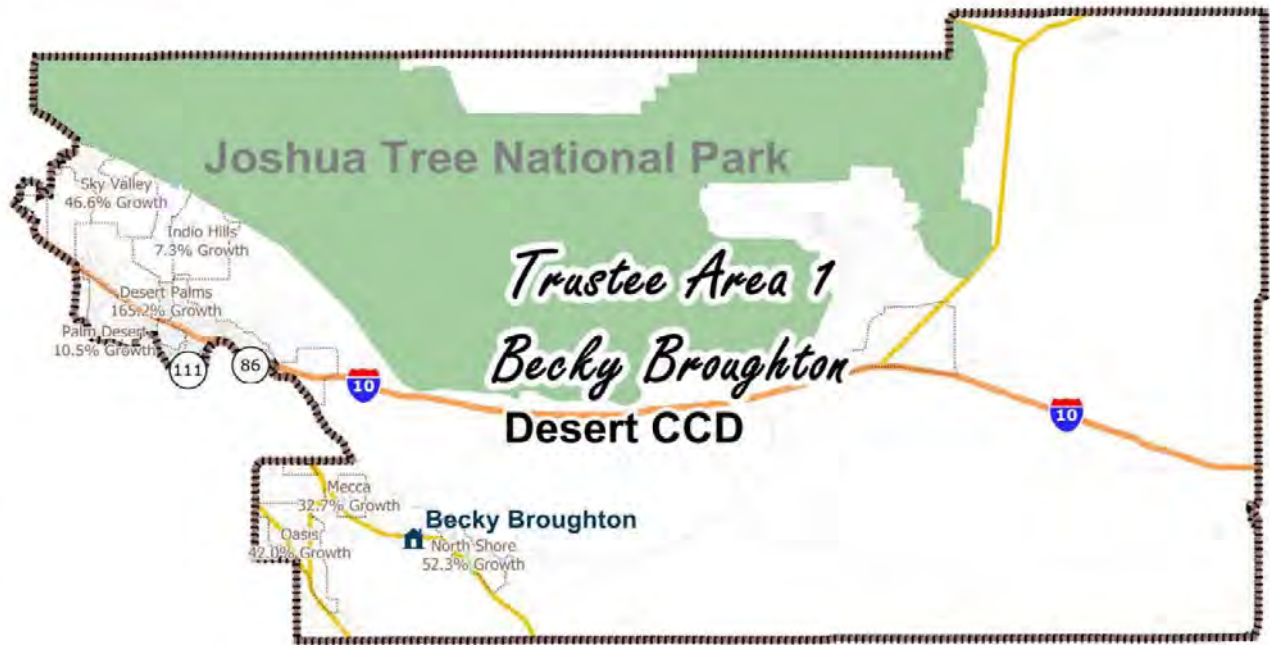 Joshua Tree National Park
Sky Valley
46.6% Growth
Indio Hills
7.3% Growth
Trustee Area 1
Desert Palms
165.2% Growth
Palm Desert
10.5% Growth
111
86
10
Becky Broughton
10
Desert CCD
Mecca
32.7% Growth
Becky Broughton
Oasis
42.0% Growth
North Shore
52.3% Growth